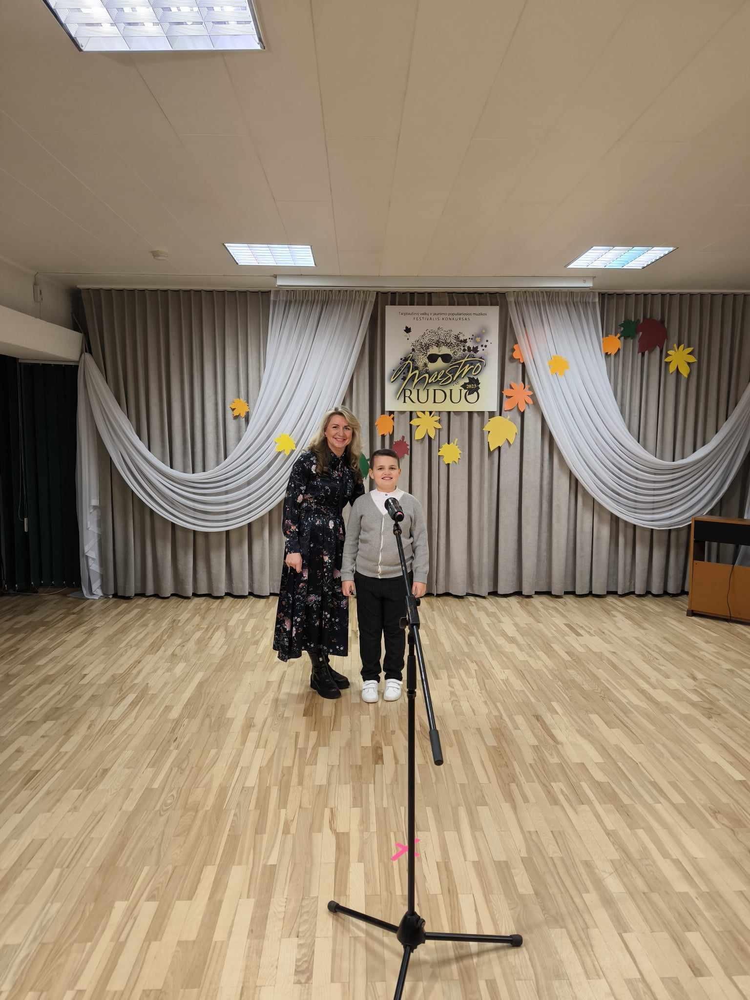 Tarptautinis vaikų ir jaunimo populiariosios muzikos
FESTIVALIS-KONKURSAS
Maestro
2023
RUDUO